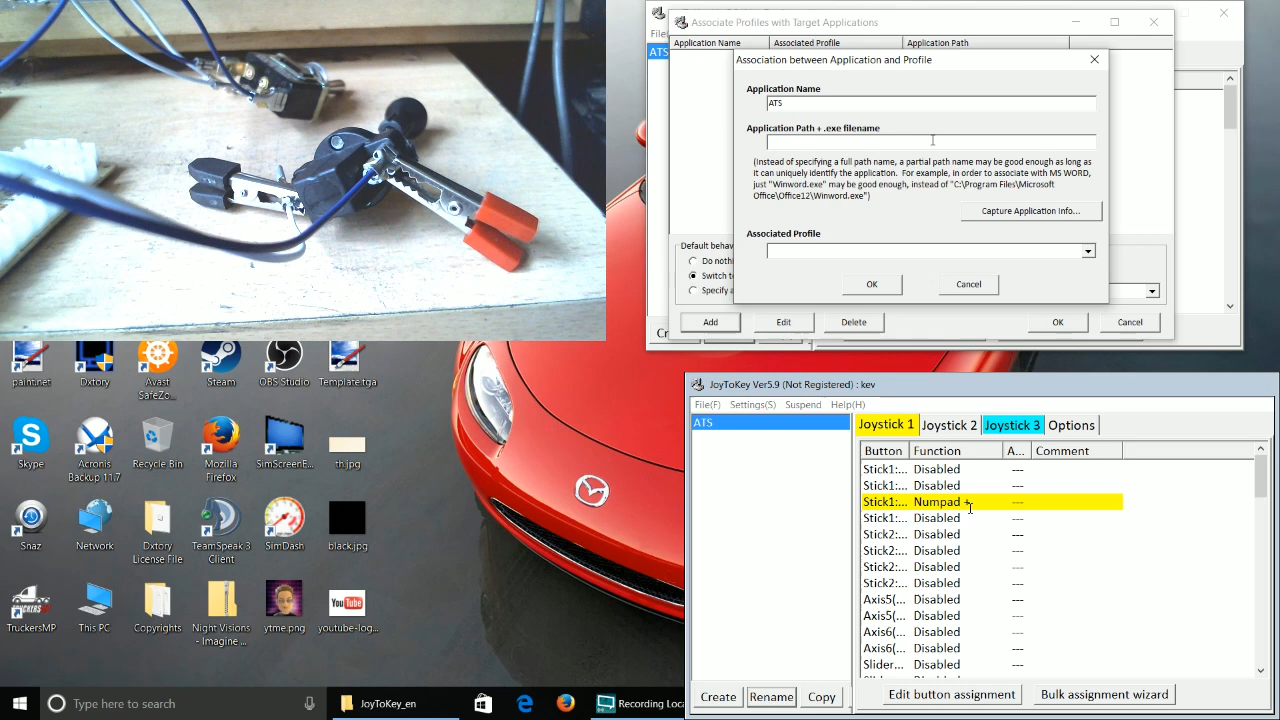 File(
ATS
Associate Profiles with Target Applications
Application Name Associated Profile Application Path
Association between Application and Profile
Application Name
ATS
Application Path + .exe filename
(Instead of specifying a full path name, a partial path name may be good enough as long as
it can uniquely identify the application. For example, in order to associate with MS WORD,
just "Winword.exe" may be good enough, instead of "C:\Program Files\Microsoft
Office\Office12\Winword.exe")
Capture Application Info...
Associated Profile
OK Cancel
Default behav
Do nothi
Switch to
Specify a
Add Edit Delete OK Cancel
Cr
paint.net Dxtory Avast SafeZo... Steam OBS Studio Template.tga
Skype Acronis Backup 11.7 Recycle Bin Mozilla Firefox SimScreenE... th.jpg
Snaz Network Dxtory License File TeamSpeak 3 Client SimDash black.jpg
TruckersMP This PC Copyrights Night Visions - Imagine ... ytme.png youtube-log...
JoyToKey Ver5.9 (Not Registered) : kev
File(F) Settings(S) Suspend Help(H)
ATS
Joystick 1 Joystick 2 Joystick 3 Options
Button Function A... Comment
Stick1:... Disabled ---
Stick1:... Disabled ---
Stick1:... Numpad + ---
Stick1:... Disabled ---
Stick2:... Disabled ---
Stick2:... Disabled ---
Stick2:... Disabled ---
Stick2:... Disabled ---
Axis5(... Disabled ---
Axis5(... Disabled ---
Axis6(... Disabled ---
Axis6(... Disabled ---
Slider... Disabled ---
Create Rename Copy Edit button assignment Bulk assignment wizard
Type here to search JoyToKey_en Recording Loca